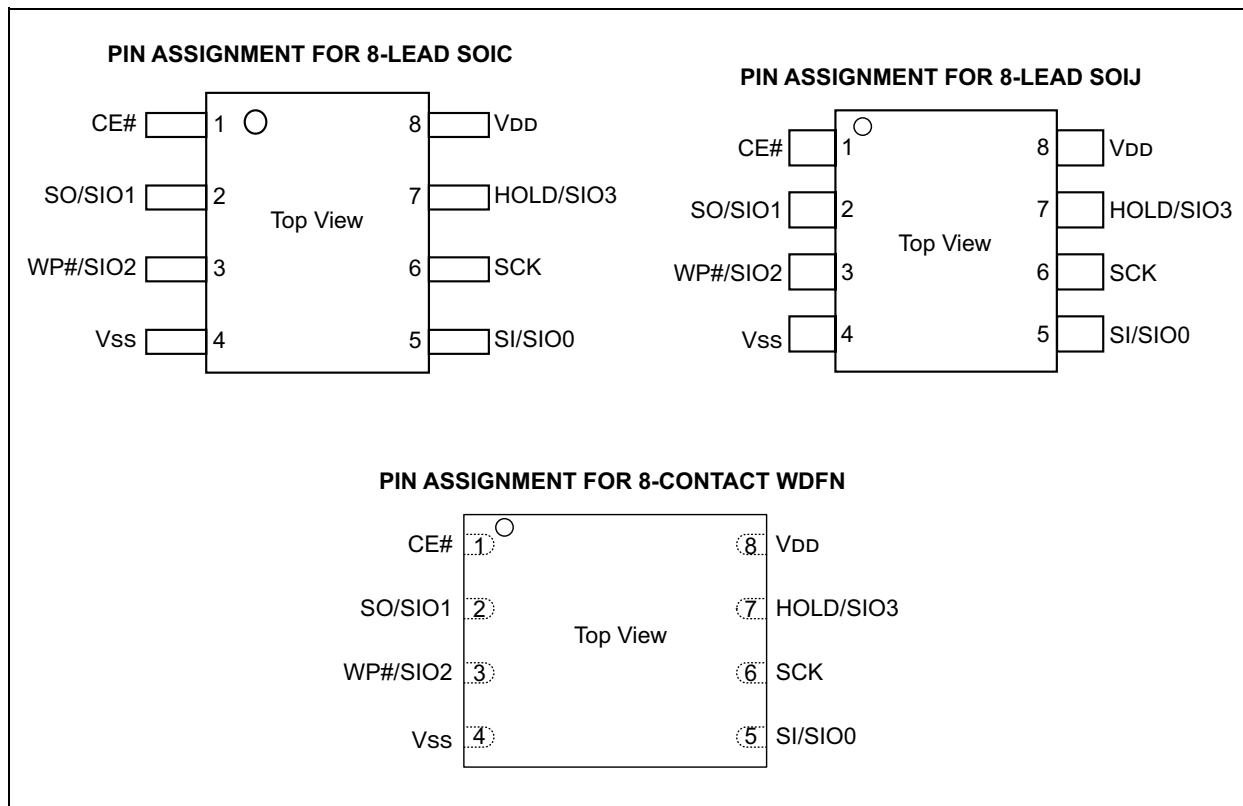 PIN ASSIGNMENT FOR 8-LEAD SOIC
CE# 1 8 VDD
SO/SIO1 2 7 HOLD/SIO3
Top View
WP#/SIO2 3 6 SCK
Vss 4 5 SI/SIO0
PIN ASSIGNMENT FOR 8-LEAD SOIJ
CE# 1 8 VDD
SO/SIO1 2 7 HOLD/SIO3
Top View
WP#/SIO2 3 6 SCK
Vss 4 5 SI/SIO0
PIN ASSIGNMENT FOR 8-CONTACT WDFN
CE# 1 8 VDD
SO/SIO1 2 7 HOLD/SIO3
Top View
WP#/SIO2 3 6 SCK
Vss 4 5 SI/SIO0